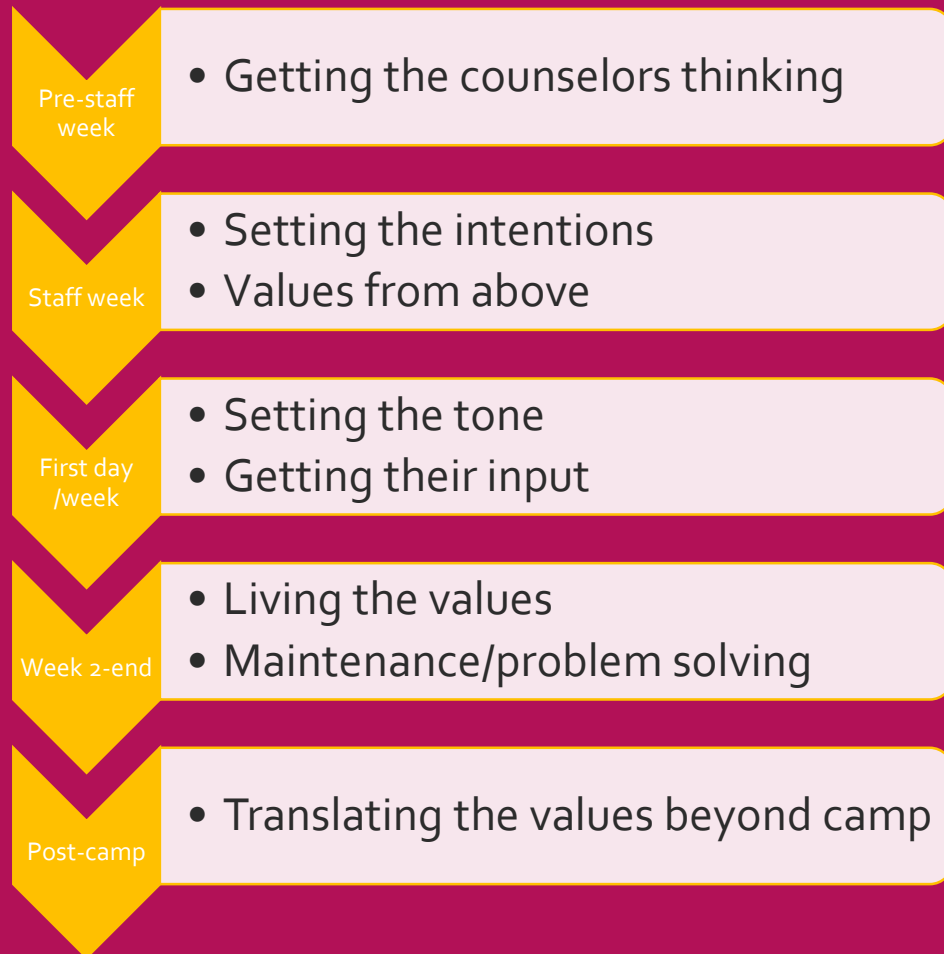 Pre-staff
week
• Getting the counselors thinking
Staff week
• Setting the intentions
• Values from above
First day
/week
• Setting the tone
• Getting their input
Week 2-end
• Living the values
• Maintenance/problem solving
Post-camp
• Translating the values beyond camp